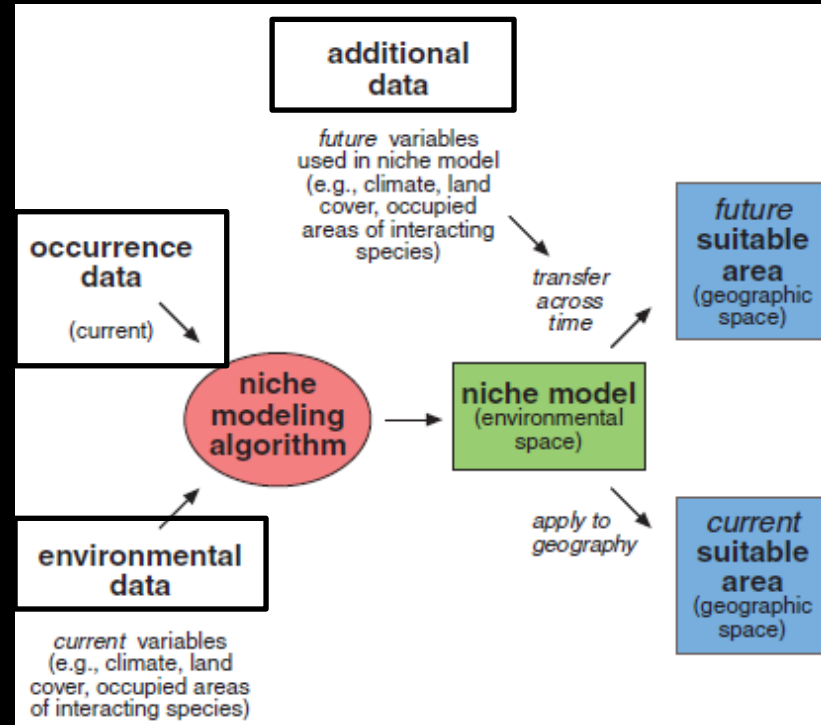 additional
data
future variables
used in niche model
(e.g., climate, land
cover, occupied
areas of interacting
species)
occurrence
data
(current)
transfer
across
time
future
suitable
area
(geographic
space)
niche
modeling
algorithm
niche model
(environmental
space)
environmental
data
current variables
(e.g., climate, land
cover, occupied areas
of interacting species)
apply to
geography
current
suitable
area
(geographic
space)